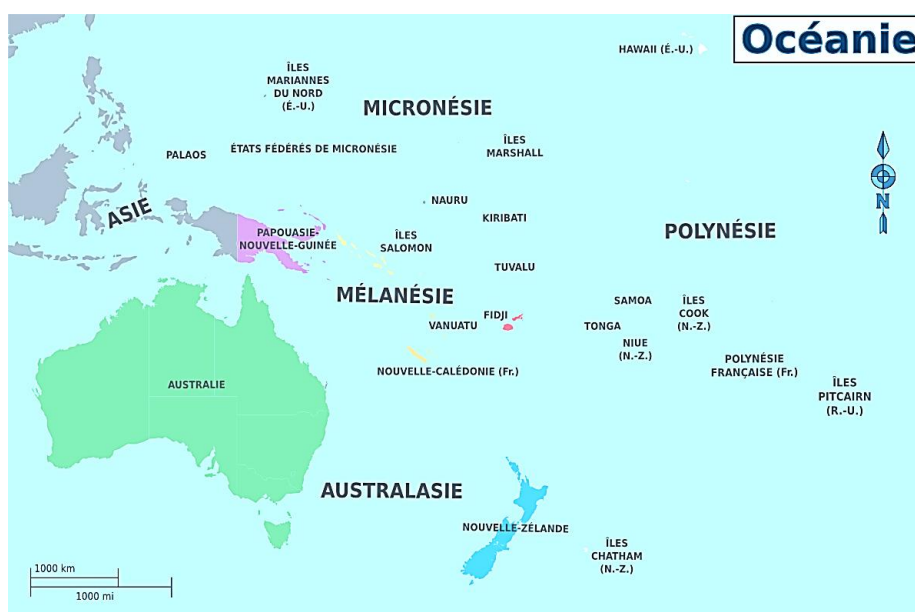 Océanie
HAWAII (É.-U.)
ÎLES
MARIANNES
DU NORD
(É.-U.)
MICRONÉSIE
PALAOS
ÉTATS FÉDÉRÉS DE MICRONÉSIE
ÎLES
MARSHALL
N
ASIE
NAURU
KIRIBATI
PAPOUASIE-
NOUVELLE-GUINÉE
ÎLES
SALOMON
POLYNÉSIE
TUVALU
MÉLANÉSIE
SAMOA
ÎLES
COOK
(N.-Z.)
FIDJI
VANUATU
TONGA
NIUE
(N.-Z.)
NOUVELLE-CALÉDONIE (Fr.)
POLYNÉSIE
FRANÇAISE (Fr.)
AUSTRALIE
ÎLES
PITCAIRN
(R.-U.)
AUSTRALASIE
NOUVELLE-ZÉLANDE
ÎLES
CHATHAM
(N.-Z.)
1000 km
1000 mi